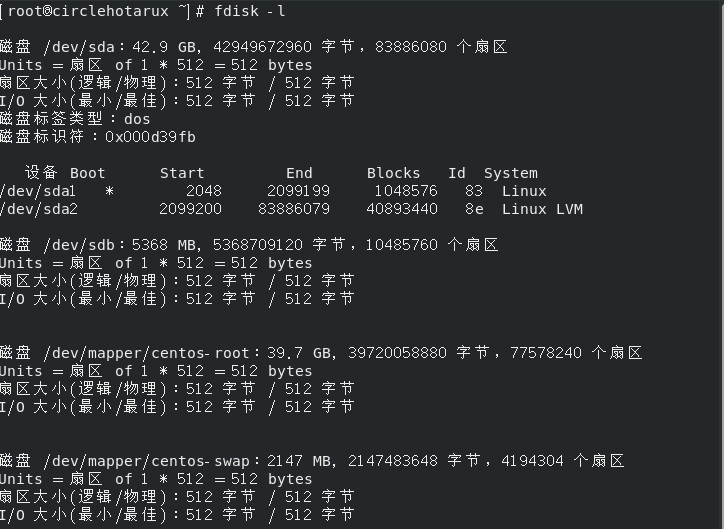 [root@circlehotarux ~]# fdisk -l
磁盘 /dev/sda：42.9 GB, 42949672960 字节，83886080 个扇区
Units = 扇区 of 1 * 512 = 512 bytes
扇区大小(逻辑/物理)：512 字节 / 512 字节
I/O 大小(最小/最佳)：512 字节 / 512 字节
磁盘标签类型：dos
磁盘标识符：0x000d39fb
设备 Boot      Start         End      Blocks   Id  System
/dev/sda1   *        2048     2099199     1048576   83  Linux
/dev/sda2         2099200    83886079    40893440   8e  Linux LVM
磁盘 /dev/sdb：5368 MB, 5368709120 字节，10485760 个扇区
Units = 扇区 of 1 * 512 = 512 bytes
扇区大小(逻辑/物理)：512 字节 / 512 字节
I/O 大小(最小/最佳)：512 字节 / 512 字节
磁盘 /dev/mapper/centos-root：39.7 GB, 39720058880 字节，77578240 个扇区
Units = 扇区 of 1 * 512 = 512 bytes
扇区大小(逻辑/物理)：512 字节 / 512 字节
I/O 大小(最小/最佳)：512 字节 / 512 字节
磁盘 /dev/mapper/centos-swap：2147 MB, 2147483648 字节，4194304 个扇区
Units = 扇区 of 1 * 512 = 512 bytes
扇区大小(逻辑/物理)：512 字节 / 512 字节
I/O 大小(最小/最佳)：512 字节 / 512 字节